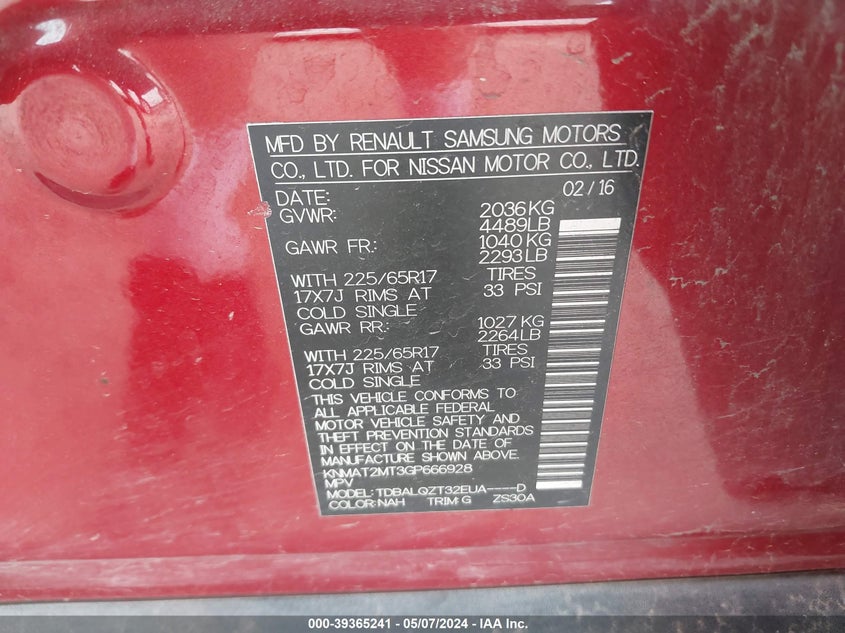 MFD BY RENAULT SAMSUNG MOTORS
CO., LTD. FOR NISSAN MOTOR CO., LTD.
DATE: 02/16
GVWR: 2036KG
4489LB
GAWR FR: 1040KG
2293LB
WITH 225/65R17 TIRES
17X7J RIMS AT 33 PSI
COLD SINGLE
GAWR RR: 1027KG
2264LB
WITH 225/65R17 TIRES
17X7J RIMS AT 33 PSI
COLD SINGLE
THIS VEHICLE CONFORMS TO
ALL APPLICABLE FEDERAL
MOTOR VEHICLE SAFETY AND
THEFT PREVENTION STANDARDS
IN EFFECT ON THE DATE OF
MANUFACTURE SHOWN ABOVE.
KNMAT2MT3GP666928
MPV
MODEL: TDBALQZT32EUA----D
COLOR: NAH TRIM: G ZS30A
000-39365241 - 05/07/2024 - IAA Inc.